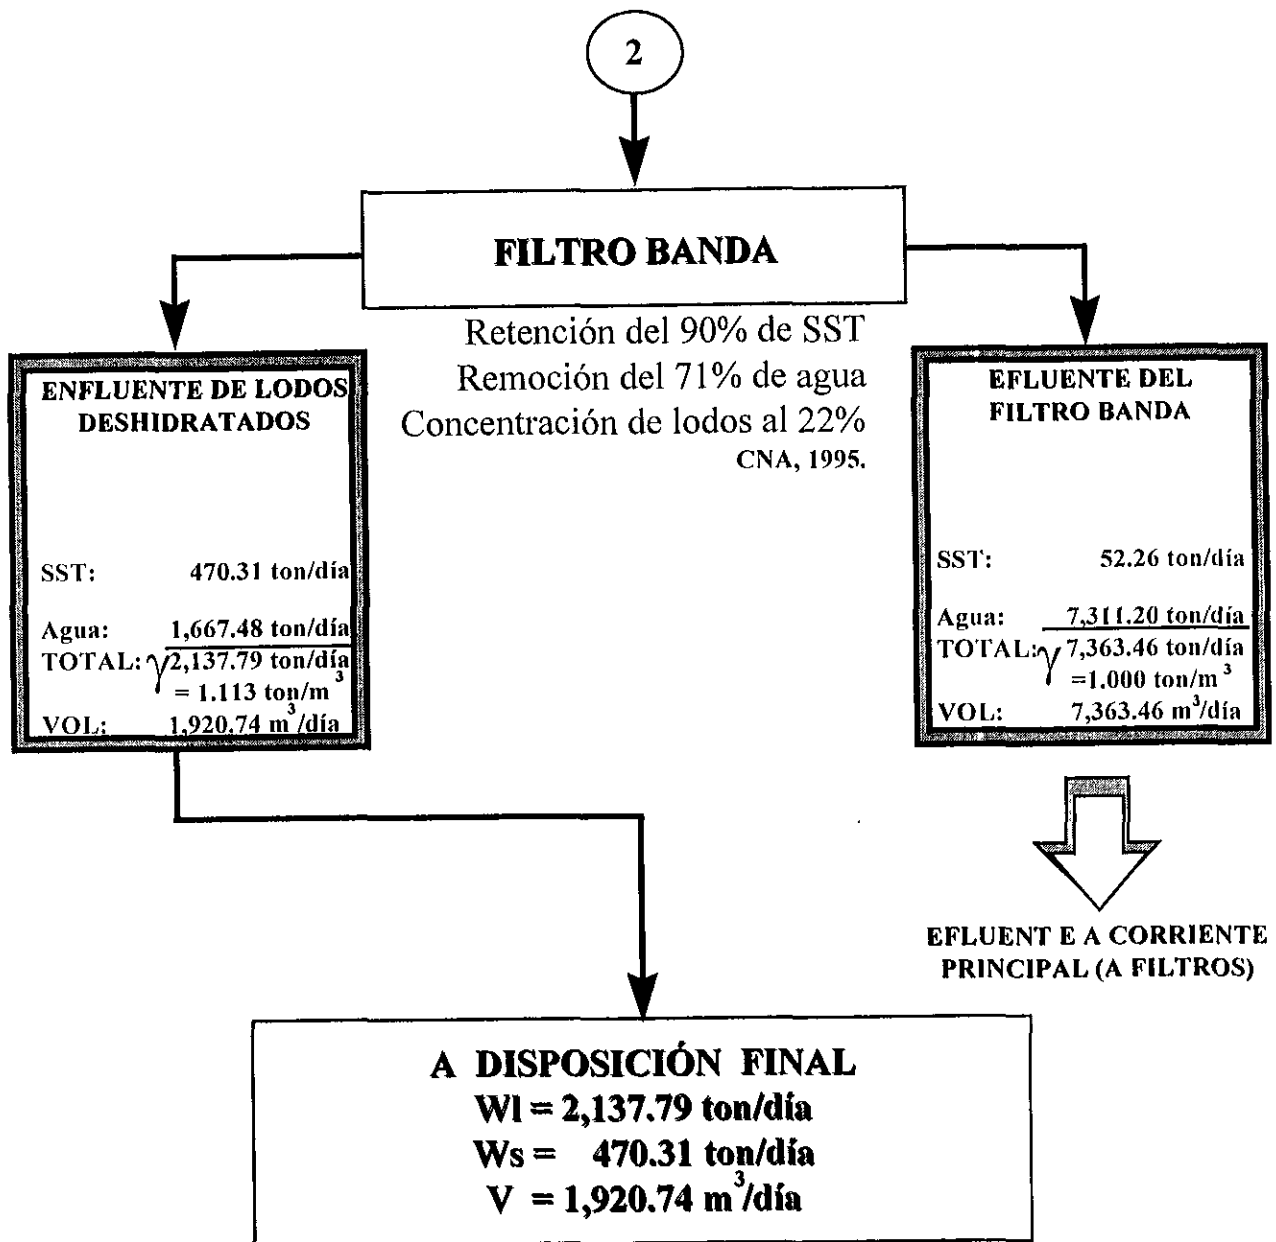 2
FILTRO BANDA
Retención del 90% de SST
Remoción del 71% de agua
Concentración de lodos al 22%
CNA, 1995.
ENFLUENTE DE LODOS
DESHIDRATADOS
SST: 470.31 ton/día
Agua: 1,667.48 ton/día
TOTAL: 2,137.79 ton/día
γ = 1.113 ton/m³
VOL: 1,920.74 m³/día
EFLUENTE DEL
FILTRO BANDA
SST: 52.26 ton/día
Agua: 7,311.20 ton/día
TOTAL: 7,363.46 ton/día
γ =1.000 ton/m³
VOL: 7,363.46 m³/día
EFLUENT E A CORRIENTE
PRINCIPAL (A FILTROS)
A DISPOSICIÓN FINAL
Wl = 2,137.79 ton/día
Ws = 470.31 ton/día
V = 1,920.74 m³/día